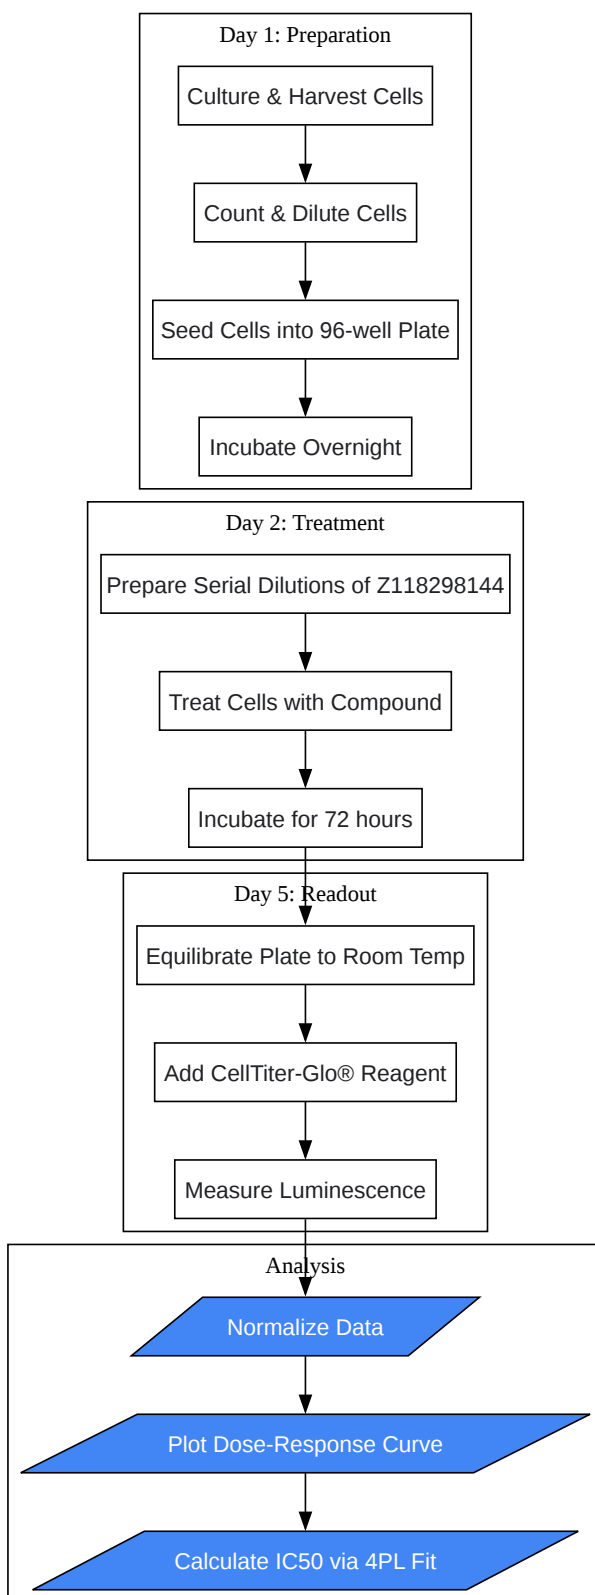 Day 1: Preparation
Culture & Harvest Cells
Count & Dilute Cells
Seed Cells into 96-well Plate
Incubate Overnight
Day 2: Treatment
Prepare Serial Dilutions of Z118298144
Treat Cells with Compound
Incubate for 72 hours
Day 5: Readout
Equilibrate Plate to Room Temp
Add CellTiter-Glo® Reagent
Measure Luminescence
Analysis
Normalize Data
Plot Dose-Response Curve
Calculate IC50 via 4PL Fit